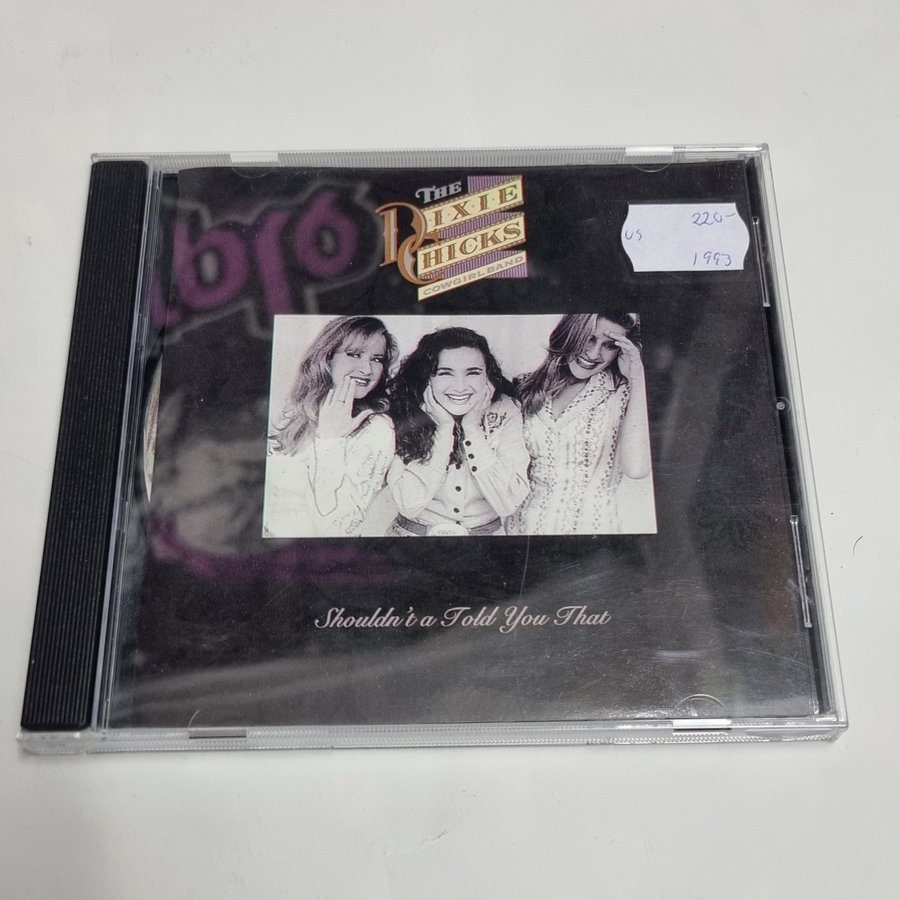 THE
DIXIE
CHICKS
COWGIRL BAND
US 220-
1993
Shouldn't a Told You That